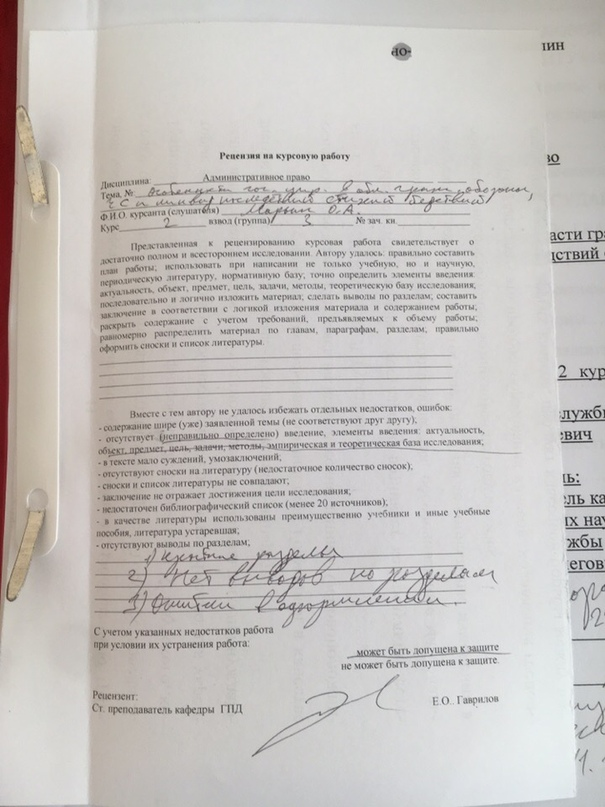 но-
Рецензия на курсовую работу
Дисциплина: Административное право
Тема, № Особенности гос. упр. в обл. гражд. обороны,
ЧС и ликвид. последствий стихий бедствий
Ф.И.О. курсанта (слушателя) О.А.
Курс 2 взвод (группа) 3 № зач. кн.
Представленная к рецензированию курсовая работа свидетельствует о
достаточно полном и всестороннем исследовании. Автору удалось: правильно составить
план работы; использовать при написании не только учебную, но и научную,
периодическую литературу, нормативную базу; точно определить элементы введения
актуальность, объект, предмет, цель, задачи, методы, теоретическую базу исследования;
последовательно и логично изложить материал; сделать выводы по разделам; составить
заключение в соответствии с логикой изложения материала и содержанием работы;
раскрыть содержание с учетом требований, предъявляемых к объему работы;
равномерно распределить материал по главам, параграфам, разделам; правильно
оформить сноски и список литературы.
Вместе с тем автору не удалось избежать отдельных недостатков, ошибок:
- содержание шире (уже) заявленной темы (не соответствуют друг другу);
- отсутствует (неправильно определено) введение, элементы введения: актуальность,
объект, предмет, цель, задачи, методы, эмпирическая и теоретическая база исследования;
- в тексте мало суждений, умозаключений;
- отсутствуют сноски на литературу (недостаточное количество сносок);
- сноски и список литературы не совпадают;
- заключение не отражает достижения цели исследования;
- недостаточен библиографический список (менее 20 источников);
- в качестве литературы использованы преимущественно учебники и иные учебные
пособия, литература устаревшая;
- отсутствуют выводы по разделам;
1) разделы
2) Нет выводов по разделам
3) Ошибки в оформлении.
С учетом указанных недостатков работа
при условии их устранения работа:
может быть допущена к защите
не может быть допущена к защите.
Рецензент:
Ст. преподаватель кафедры ГПД Е.О. Гаврилов
лин
во
асти гра
дствий с
2 кур
служб
евич
ль:
ель ка
их нау
жбы
легов